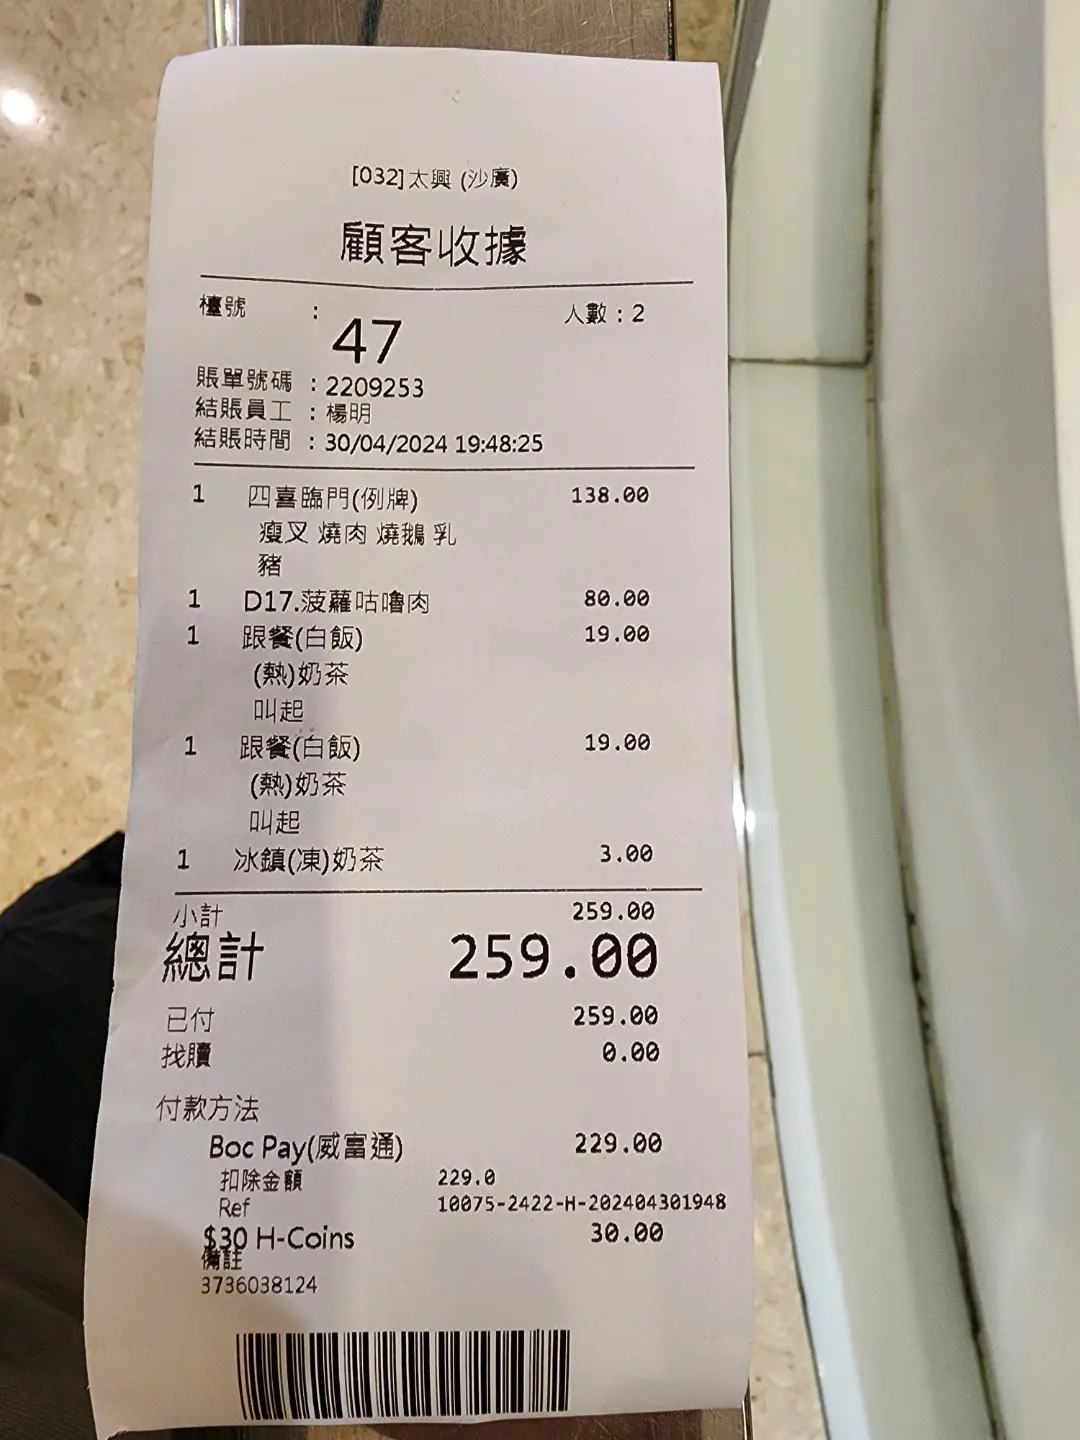 [032]太興 (沙廣)
顧客收據
檯號 : 47 人數 : 2
賬單號碼 : 2209253
結賬員工 : 楊明
結賬時間 : 30/04/2024 19:48:25
1 四喜臨門(例牌) 138.00
瘦叉 燒肉 燒鵝 乳
豬
1 D17.菠蘿咕嚕肉 80.00
1 跟餐(白飯) 19.00
(熱)奶茶
叫起
1 跟餐(白飯) 19.00
(熱)奶茶
叫起
1 冰鎮(凍)奶茶 3.00
小計 259.00
總計 259.00
已付 259.00
找贖 0.00
付款方法
Boc Pay(威富通) 229.00
扣除金額 229.0
Ref 10075-2422-H-202404301948
$30 H-Coins 30.00
備註
3736038124